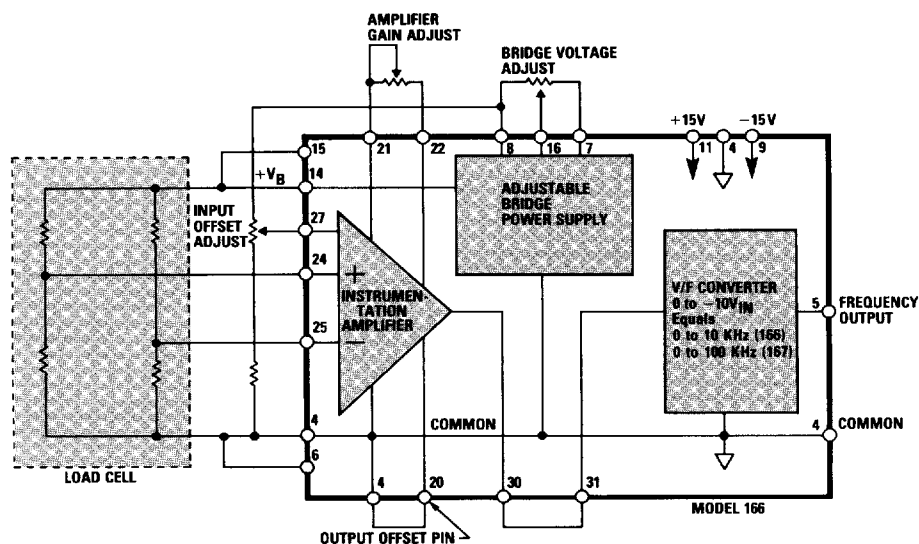 AMPLIFIER
GAIN ADJUST
BRIDGE VOLTAGE
ADJUST
+15V
−15V
15
21
22
8
16
7
11
4
9
+VB
14
ADJUSTABLE
BRIDGE
POWER SUPPLY
INPUT
OFFSET
ADJUST
27
24
+
INSTRUMEN-
TATION
AMPLIFIER
25
−
V/F CONVERTER
0 to −10VIN
Equals
0 to 10 KHz (166)
0 to 100 KHz (167)
5
FREQUENCY
OUTPUT
4
COMMON
4
COMMON
6
LOAD CELL
4
20
30
31
MODEL 166
OUTPUT OFFSET PIN